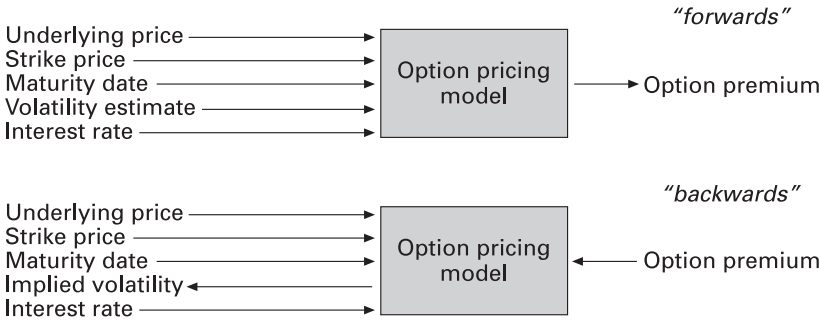 “forwards”
Underlying price
Strike price
Maturity date
Volatility estimate
Interest rate
Option pricing
model
Option premium
“backwards”
Underlying price
Strike price
Maturity date
Implied volatility
Interest rate
Option pricing
model
Option premium